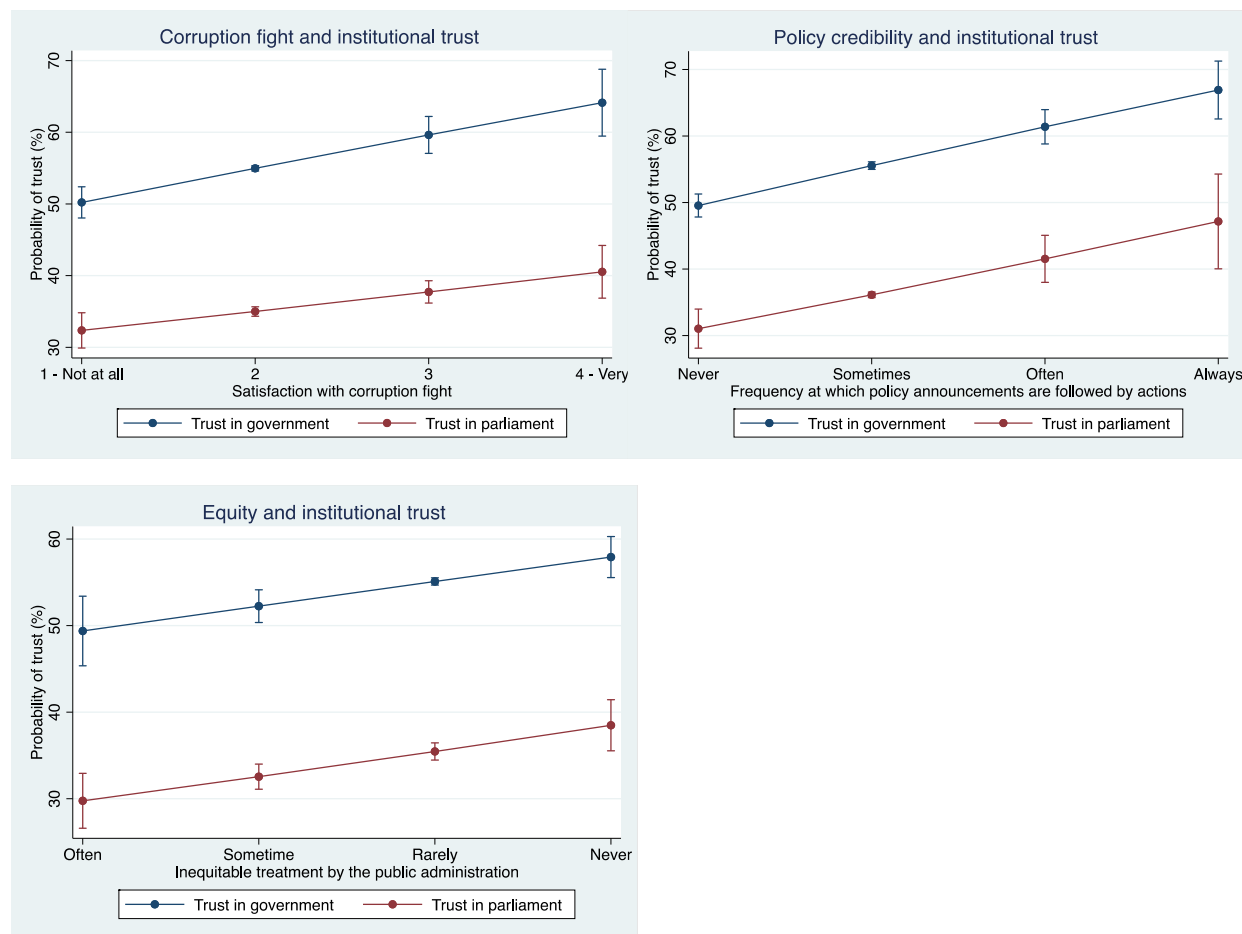 Corruption fight and institutional trust
Probability of trust (%)
70
60
50
40
30
1 - Not at all
2
3
4 - Very
Satisfaction with corruption fight
Trust in government
Trust in parliament
Policy credibility and institutional trust
Probability of trust (%)
70
60
50
40
30
Never
Sometimes
Often
Always
Frequency at which policy announcements are followed by actions
Trust in government
Trust in parliament
Equity and institutional trust
Probability of trust (%)
60
50
40
30
Often
Sometime
Rarely
Never
Inequitable treatment by the public administration
Trust in government
Trust in parliament